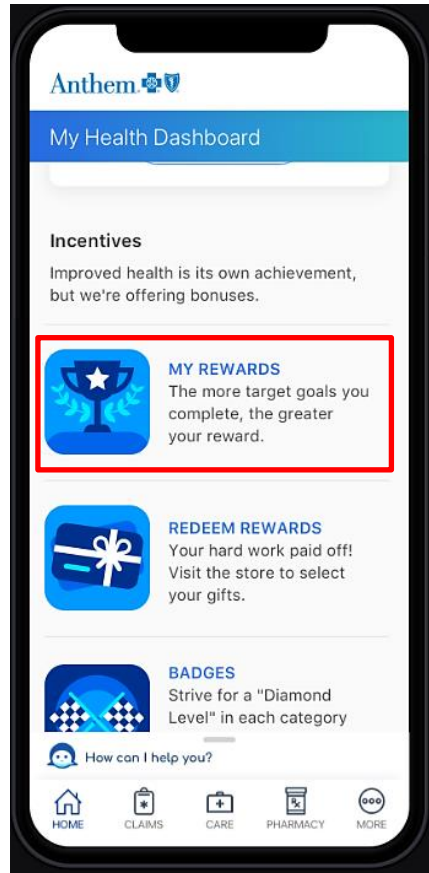 Anthem
My Health Dashboard
Incentives
Improved health is its own achievement,
but we're offering bonuses.
MY REWARDS
The more target goals you
complete, the greater
your reward.
REDEEM REWARDS
Your hard work paid off!
Visit the store to select
your gifts.
BADGES
Strive for a "Diamond
Level" in each category
How can I help you?
HOME CLAIMS CARE PHARMACY MORE